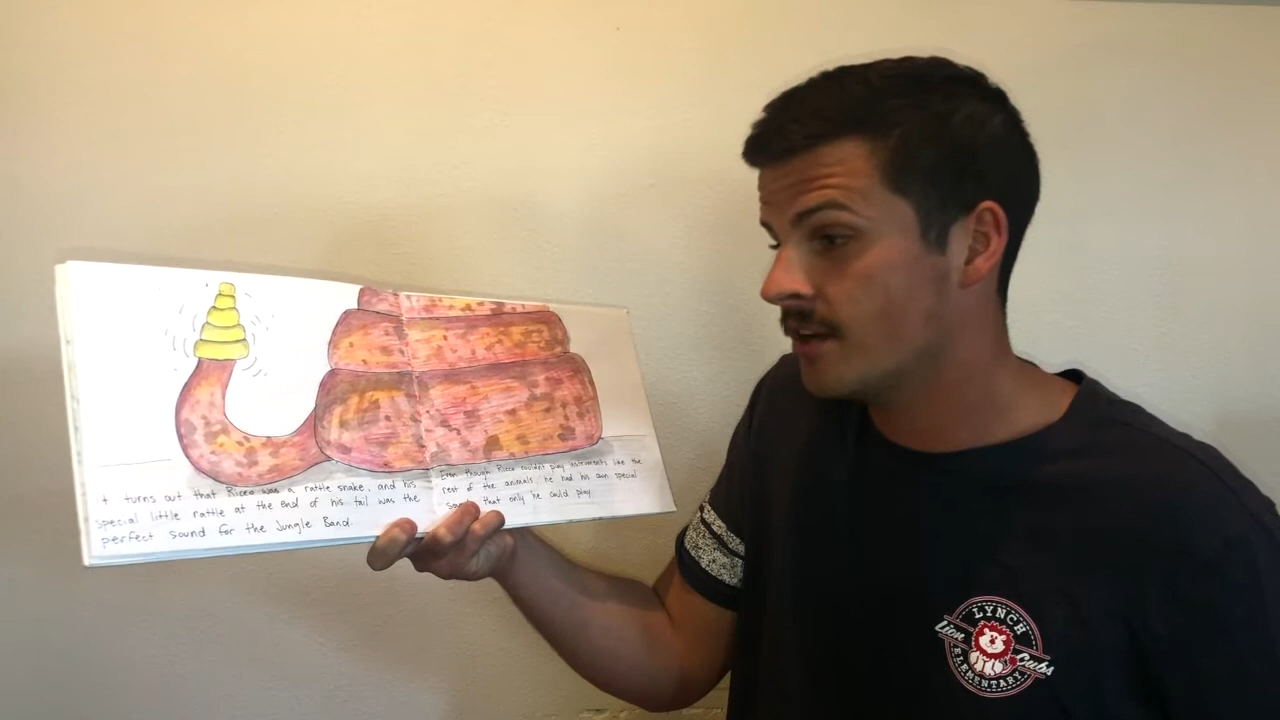 It turns out that Ricco was a rattle snake, and his
special little rattle at the end of his tail was the
perfect sound for the Jungle Band.
Even though Ricco couldn't play instruments like the
rest of the animals, he had his own special
that only he could play.
LYNCH
Lion Cubs
ELEMENTARY